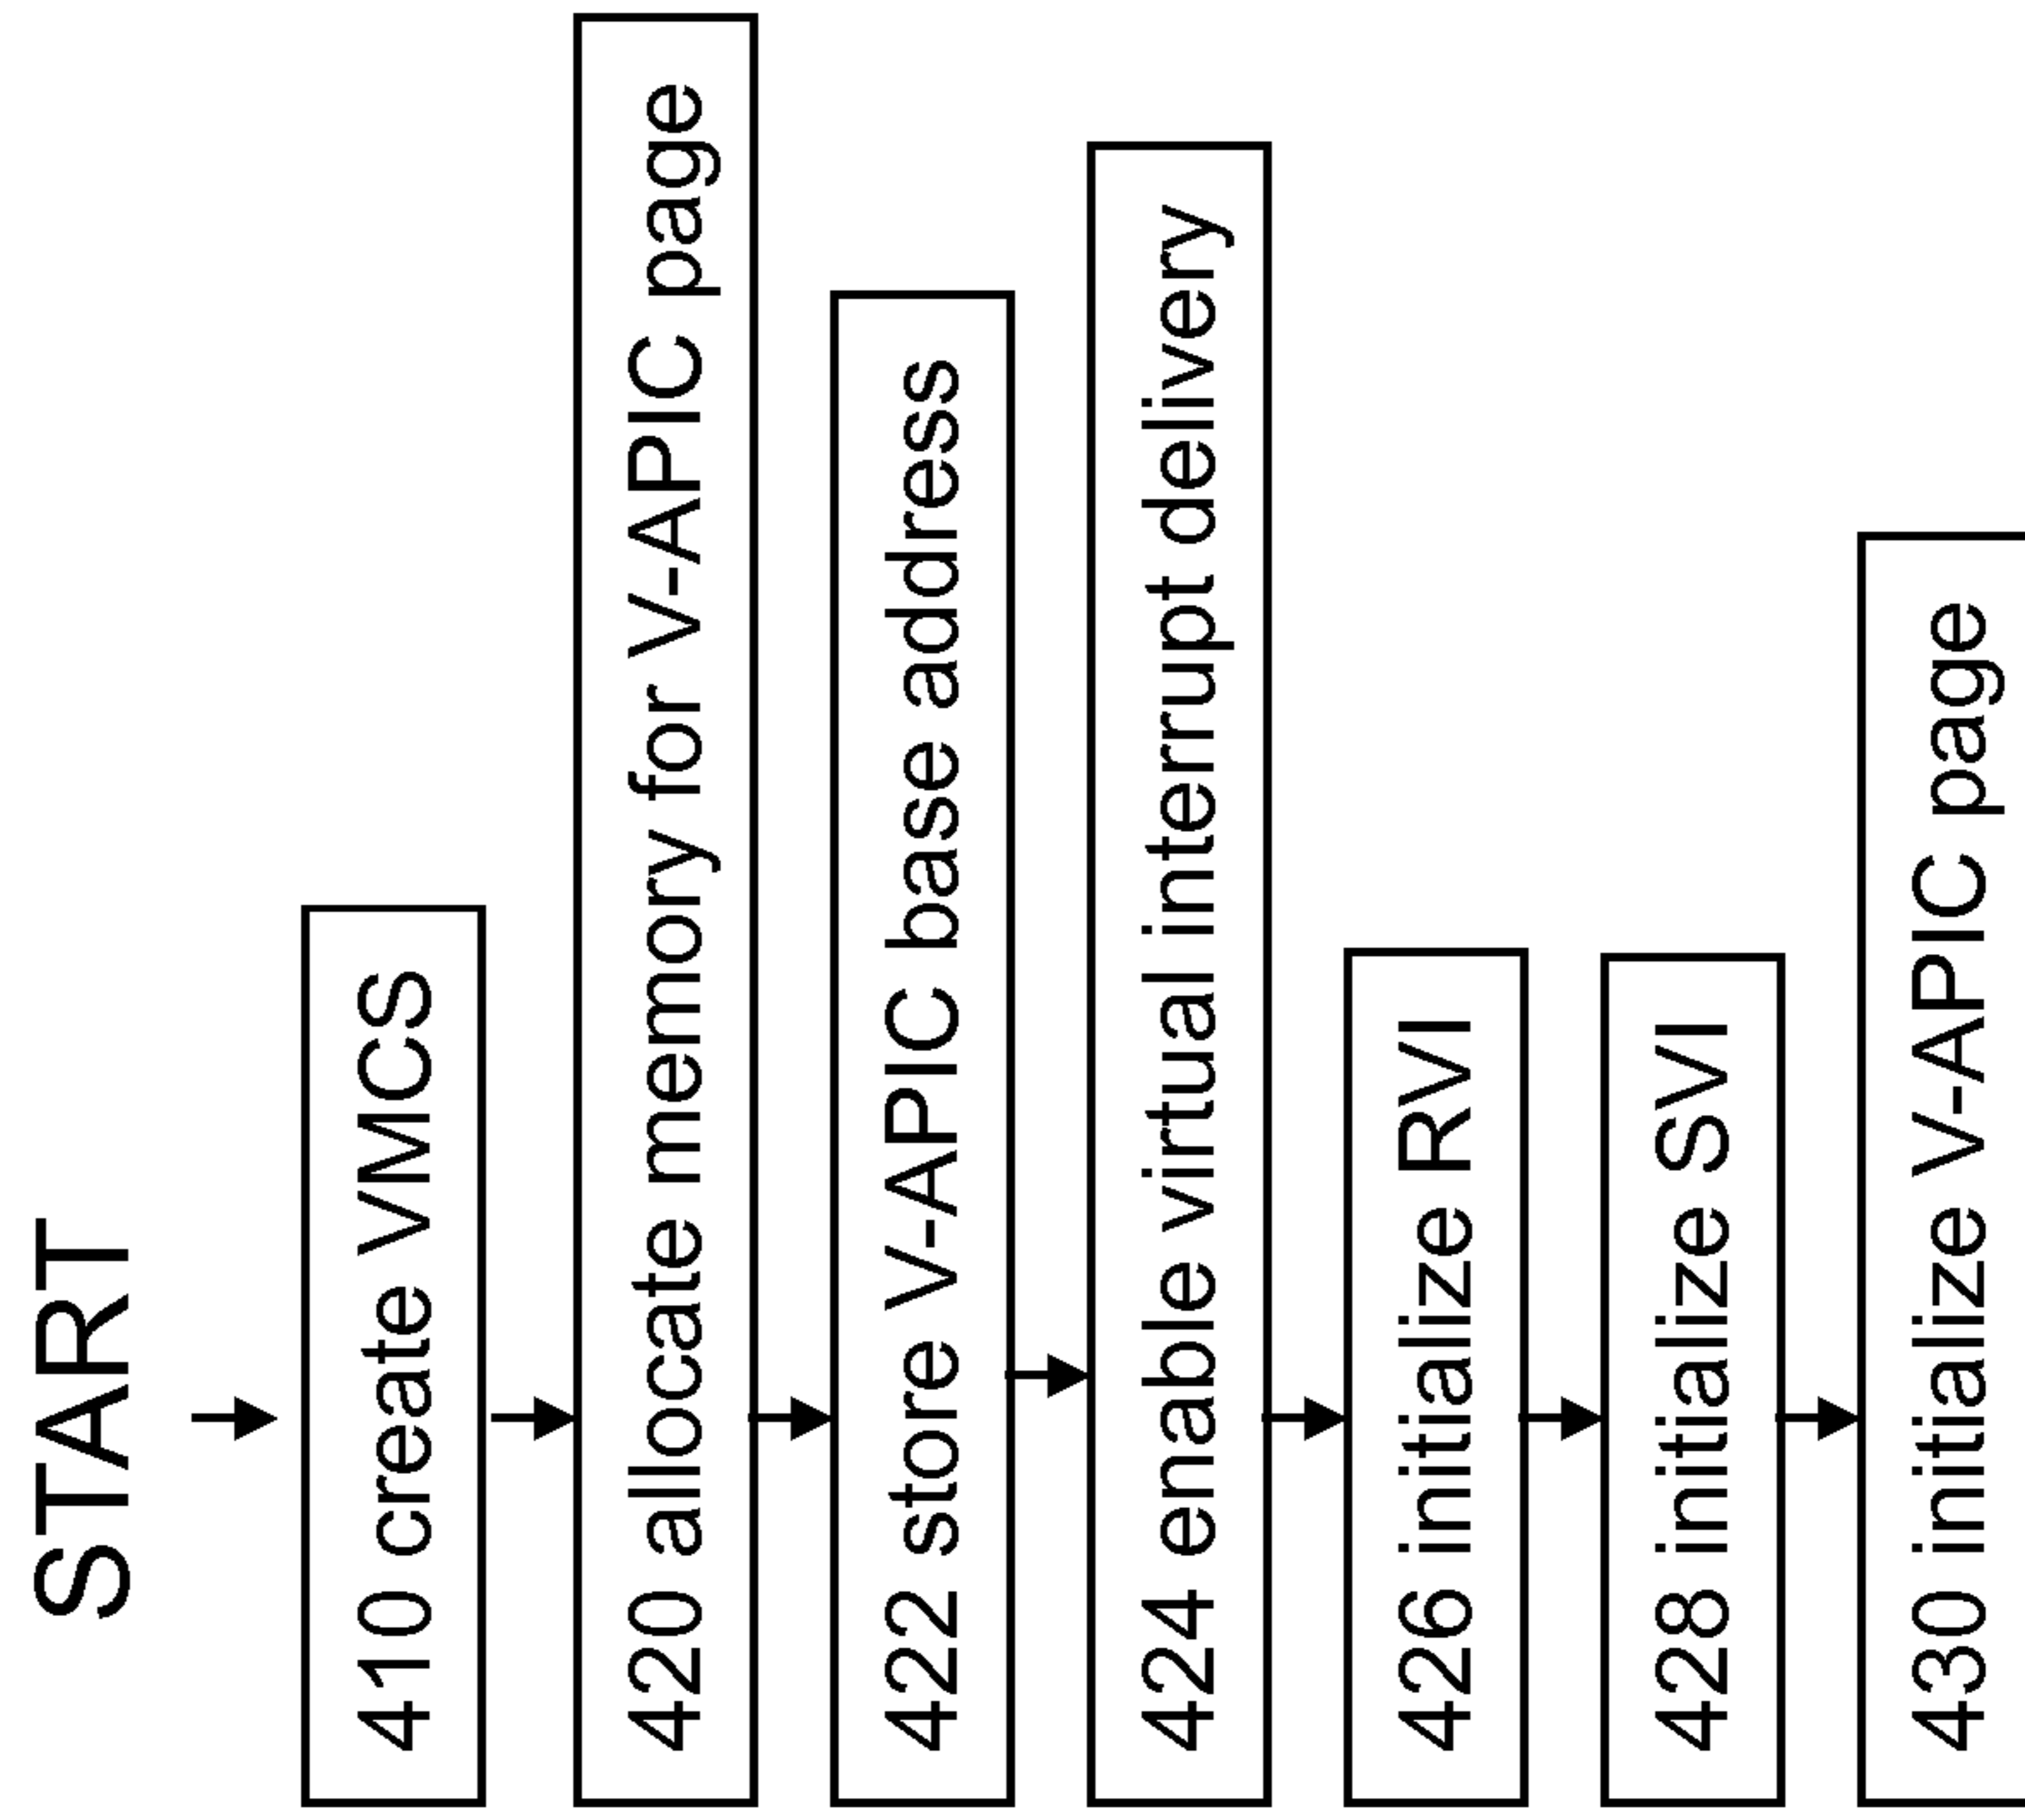 START
410 create VMCS
420 allocate memory for V-APIC page
422 store V-APIC base address
424 enable virtual interrupt delivery
426 initialize RVI
428 initialize SVI
430 initialize V-APIC page